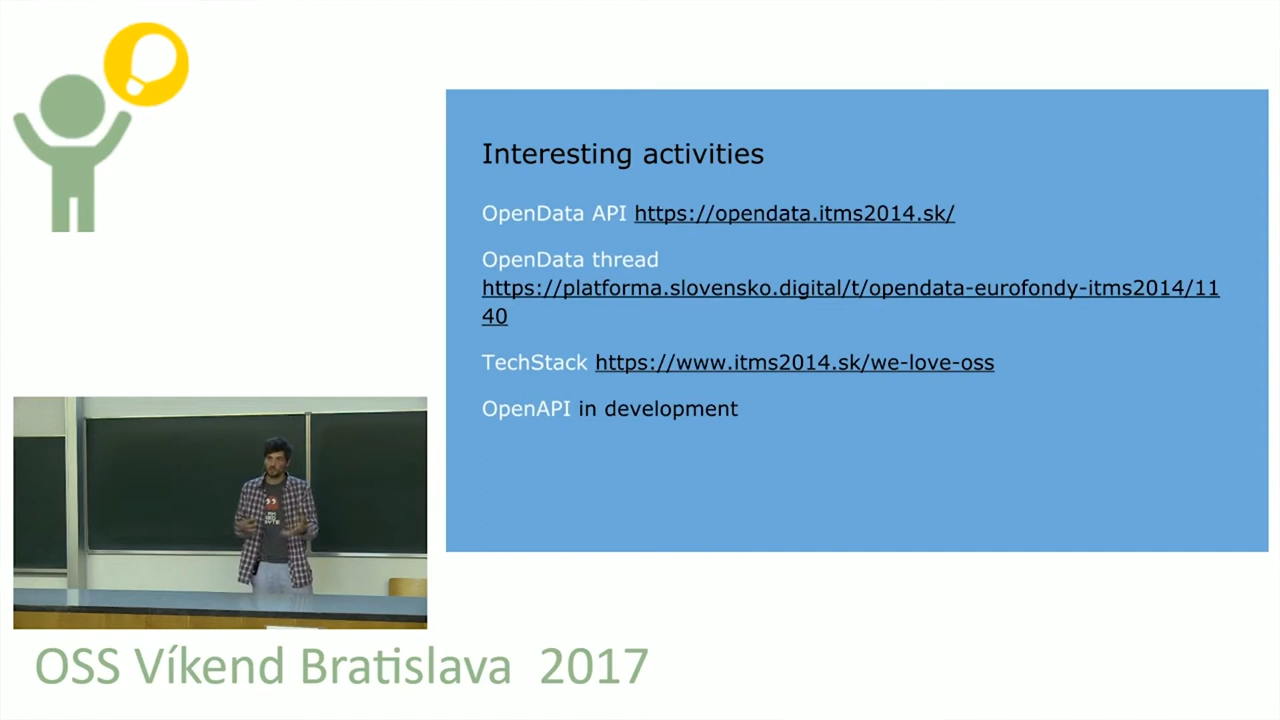 Interesting activities
OpenData API https://opendata.itms2014.sk/
OpenData thread
https://platforma.slovensko.digital/t/opendata-eurofondy-itms2014/11
40
TechStack https://www.itms2014.sk/we-love-oss
OpenAPI in development
OSS Víkend Bratislava 2017